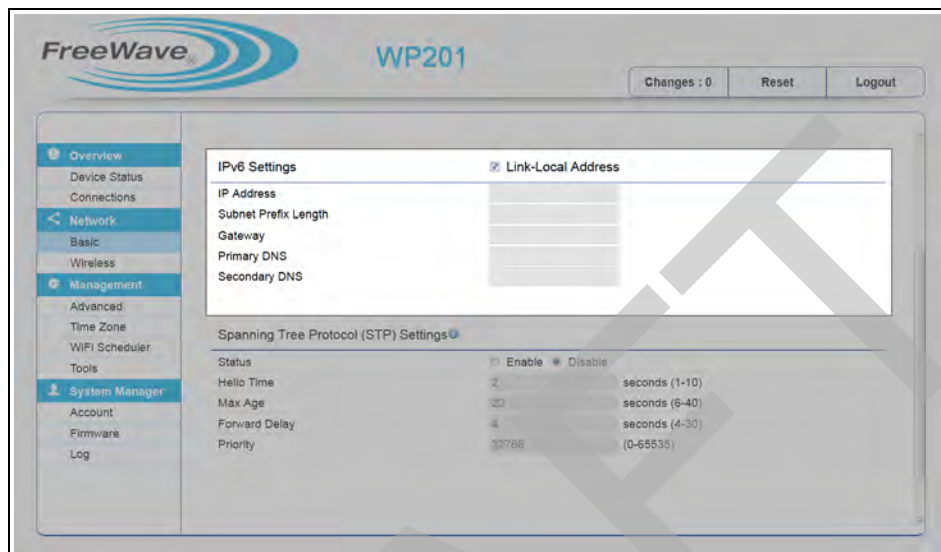 FreeWave®
WP201
Changes : 0 Reset Logout
Overview
Device Status
Connections
Network
Basic
Wireless
Management
Advanced
Time Zone
WiFi Scheduler
Tools
System Manager
Account
Firmware
Log
IPv6 Settings Link-Local Address
IP Address
Subnet Prefix Length
Gateway
Primary DNS
Secondary DNS
Spanning Tree Protocol (STP) Settings
Status Enable Disable
Hello Time 2 seconds (1-10)
Max Age 20 seconds (6-40)
Forward Delay 4 seconds (4-30)
Priority 32768 (0-65535)